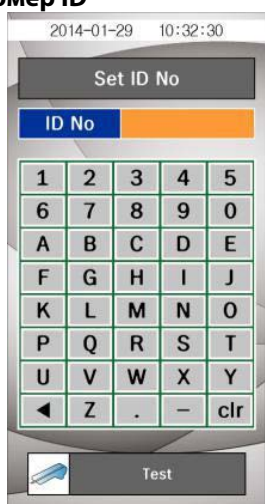 мер ID
2014-01-29 10:32:30
Set ID No
ID No
1 2 3 4 5
6 7 8 9 0
A B C D E
F G H I J
K L M N O
P Q R S T
U V W X Y
◀ Z . – clr
Test